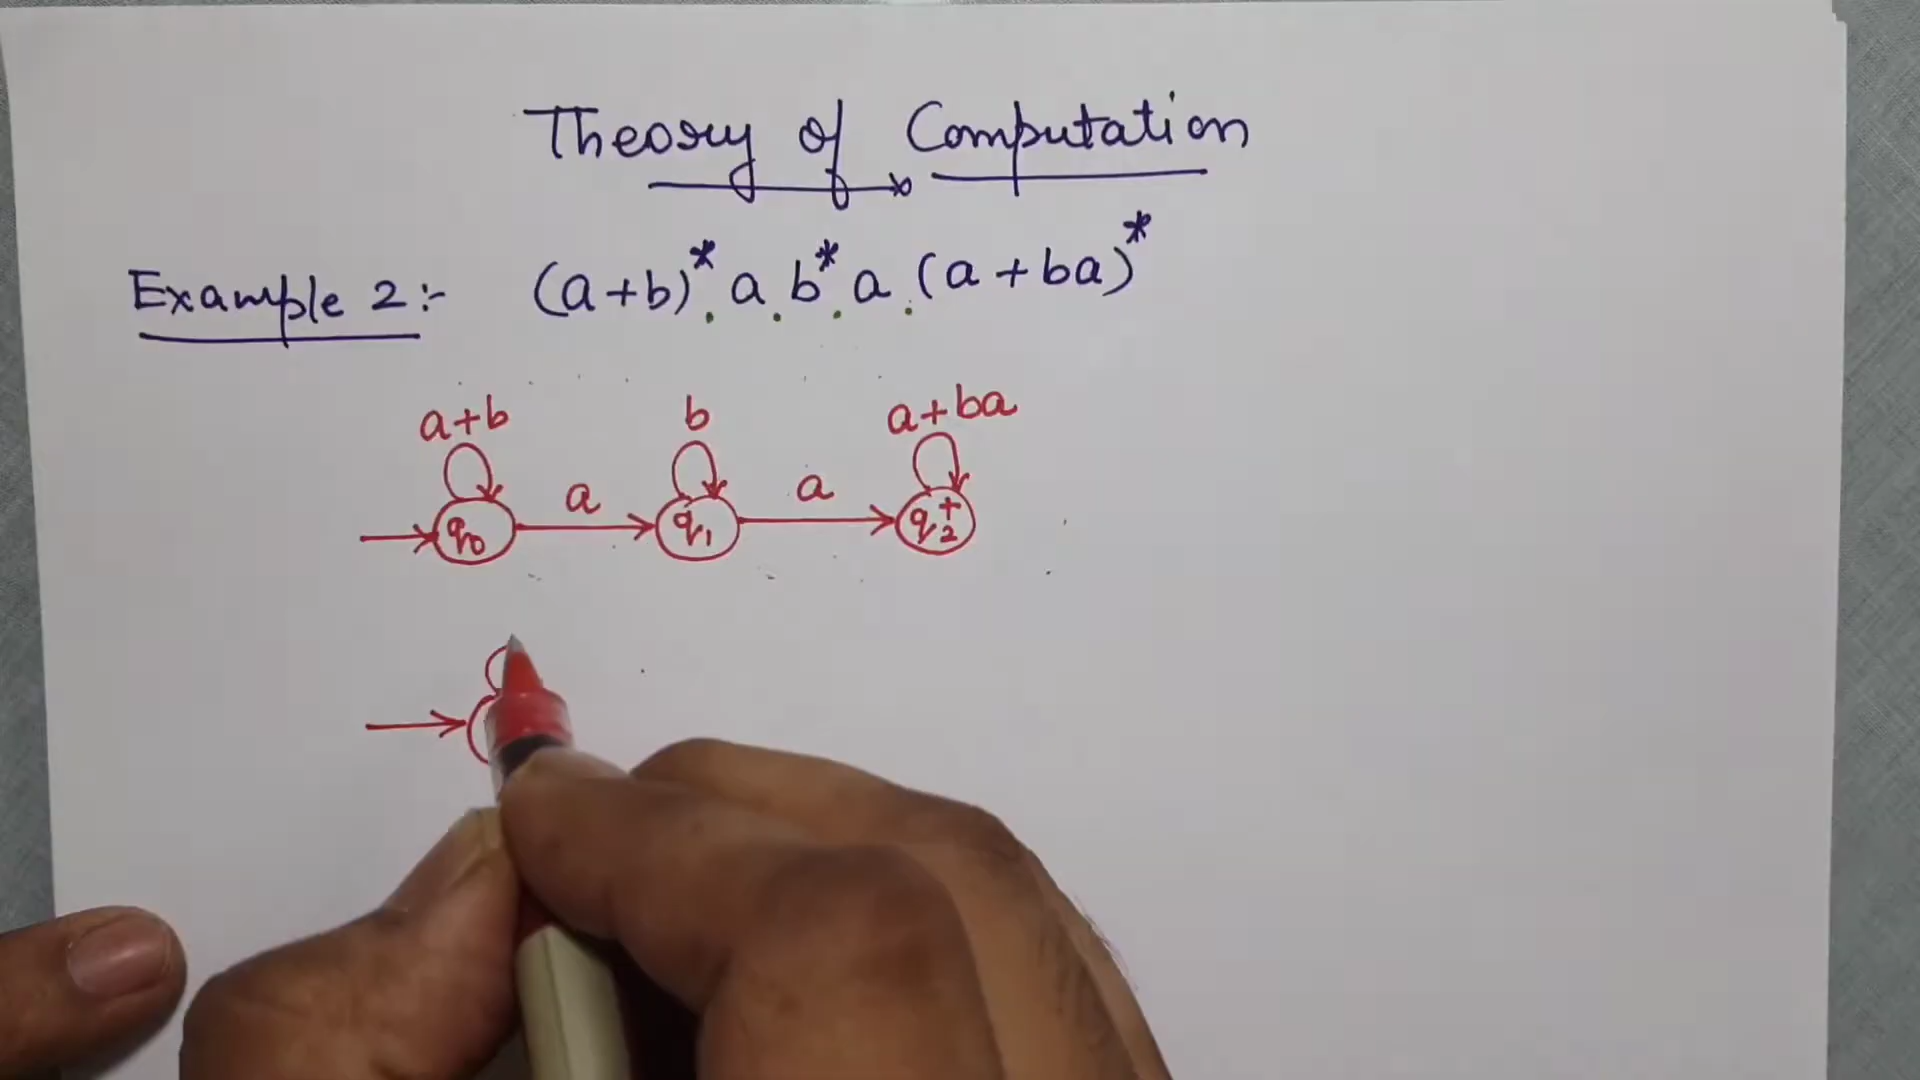 Theory of Computation
Example 2:- (a+b)* a b* a (a+ba)*
a+b b a+ba
a a
q0 q1 q2+